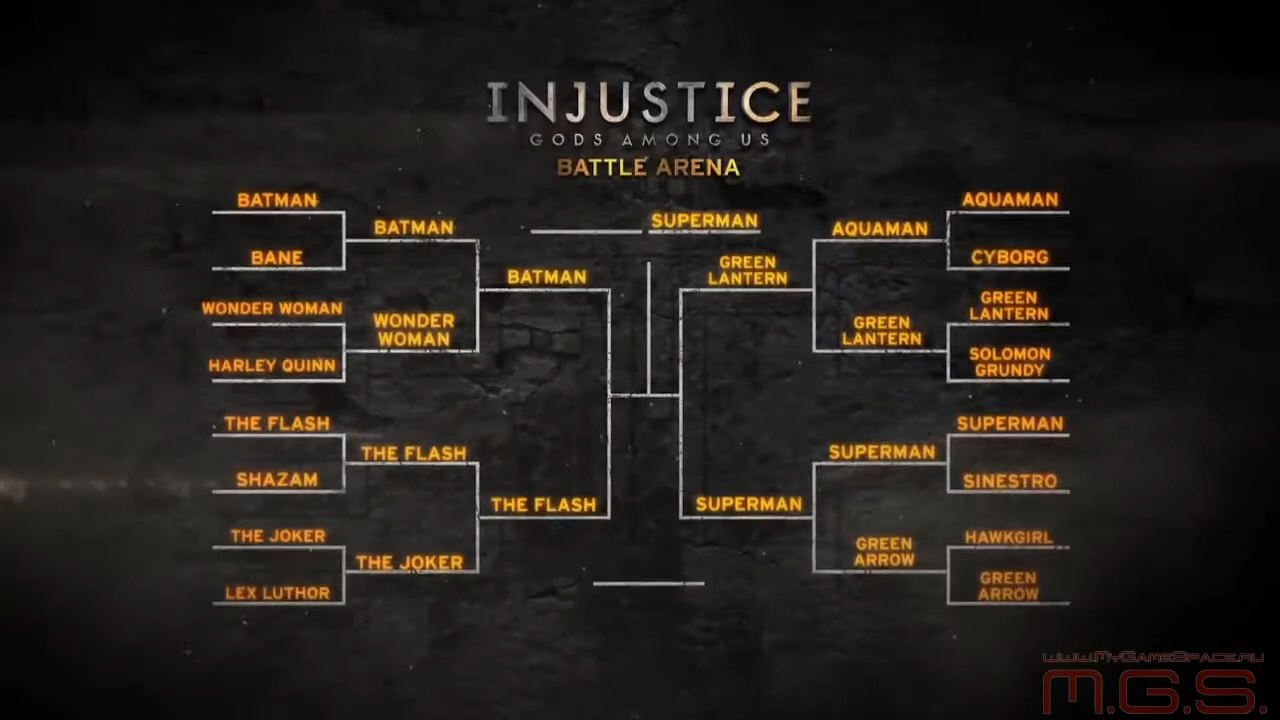 INJUSTICE
GODS AMONG US
BATTLE ARENA
BATMAN
BANE
WONDER WOMAN
HARLEY QUINN
THE FLASH
SHAZAM
THE JOKER
LEX LUTHOR
BATMAN
WONDER
WOMAN
THE FLASH
THE JOKER
BATMAN
THE FLASH
SUPERMAN
GREEN
LANTERN
SUPERMAN
AQUAMAN
GREEN
LANTERN
SUPERMAN
GREEN
ARROW
AQUAMAN
CYBORG
GREEN
LANTERN
SOLOMON
GRUNDY
SUPERMAN
SINESTRO
HAWKGIRL
GREEN
ARROW
www.MyGameSpace.ru
M.G.S.